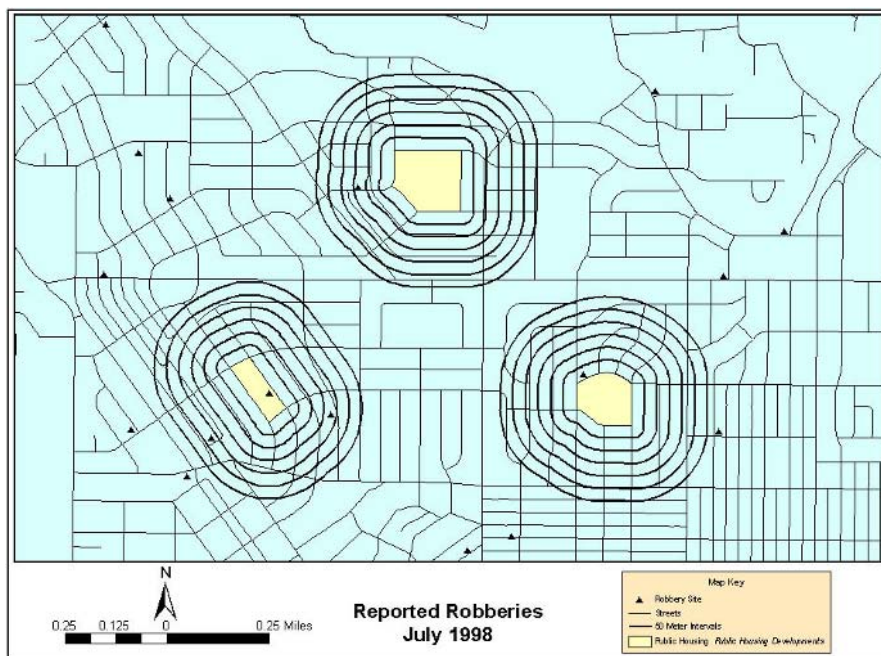 N
0.25 0.125 0 0.25 Miles
Reported Robberies
July 1998
Map Key
Robbery Site
Streets
50 Meter Intervals
Public Housing Public Housing Developments